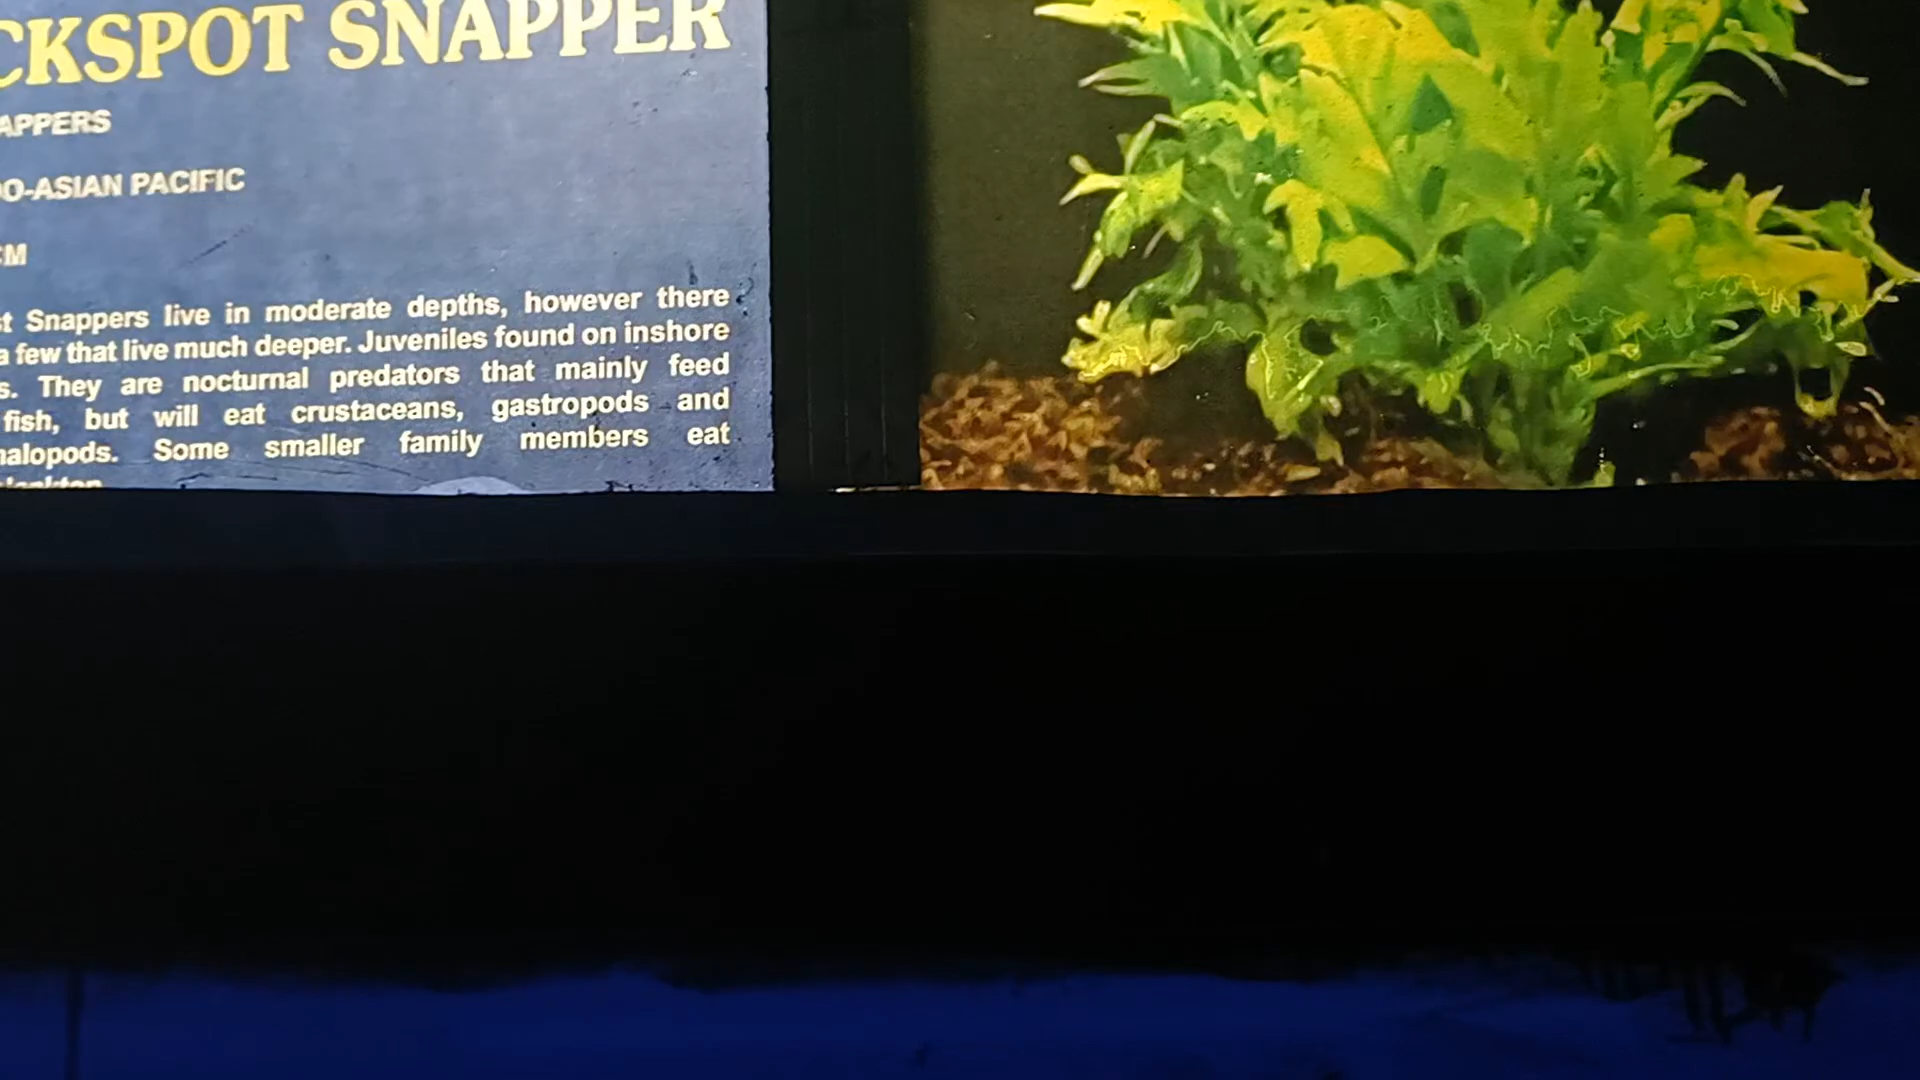 CKSPOT SNAPPER
APPERS
O-ASIAN PACIFIC
CM
t Snappers live in moderate depths, however there
a few that live much deeper. Juveniles found on inshore
s. They are nocturnal predators that mainly feed
fish, but will eat crustaceans, gastropods and
halopods. Some smaller family members eat
lankton